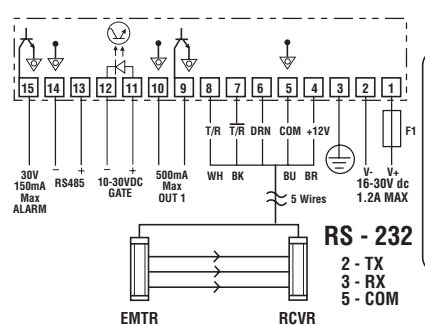 15 14 13 12 11 10 9 8 7 6 5 4 3 2 1
T/R T/R DRN COM +12V F1
30V
150mA
Max
ALARM
− RS485 +
− +
10-30VDC
GATE
500mA
Max
OUT 1
WH BK BU BR
V- V+
16-30V dc
1.2A MAX
5 Wires
RS - 232
2 - TX
3 - RX
5 - COM
EMTR RCVR